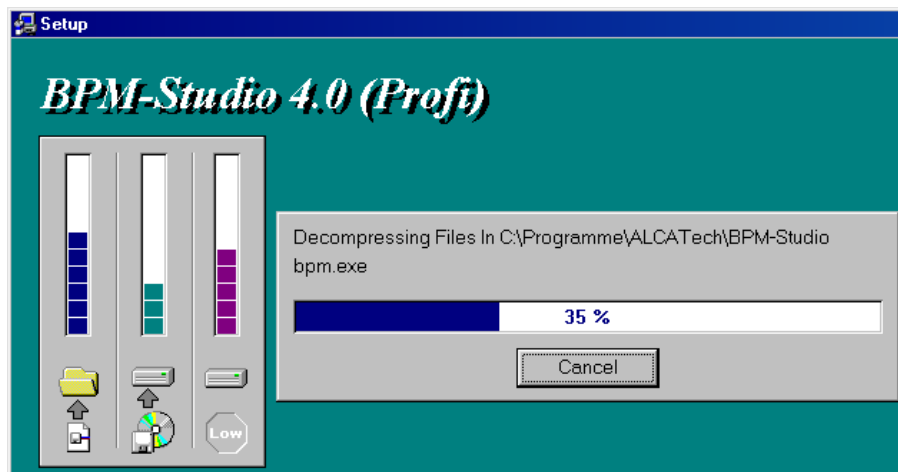 Setup
BPM-Studio 4.0 (Profi)
Decompressing Files In C:\Programme\ALCATech\BPM-Studio
bpm.exe
35 %
Cancel
Low